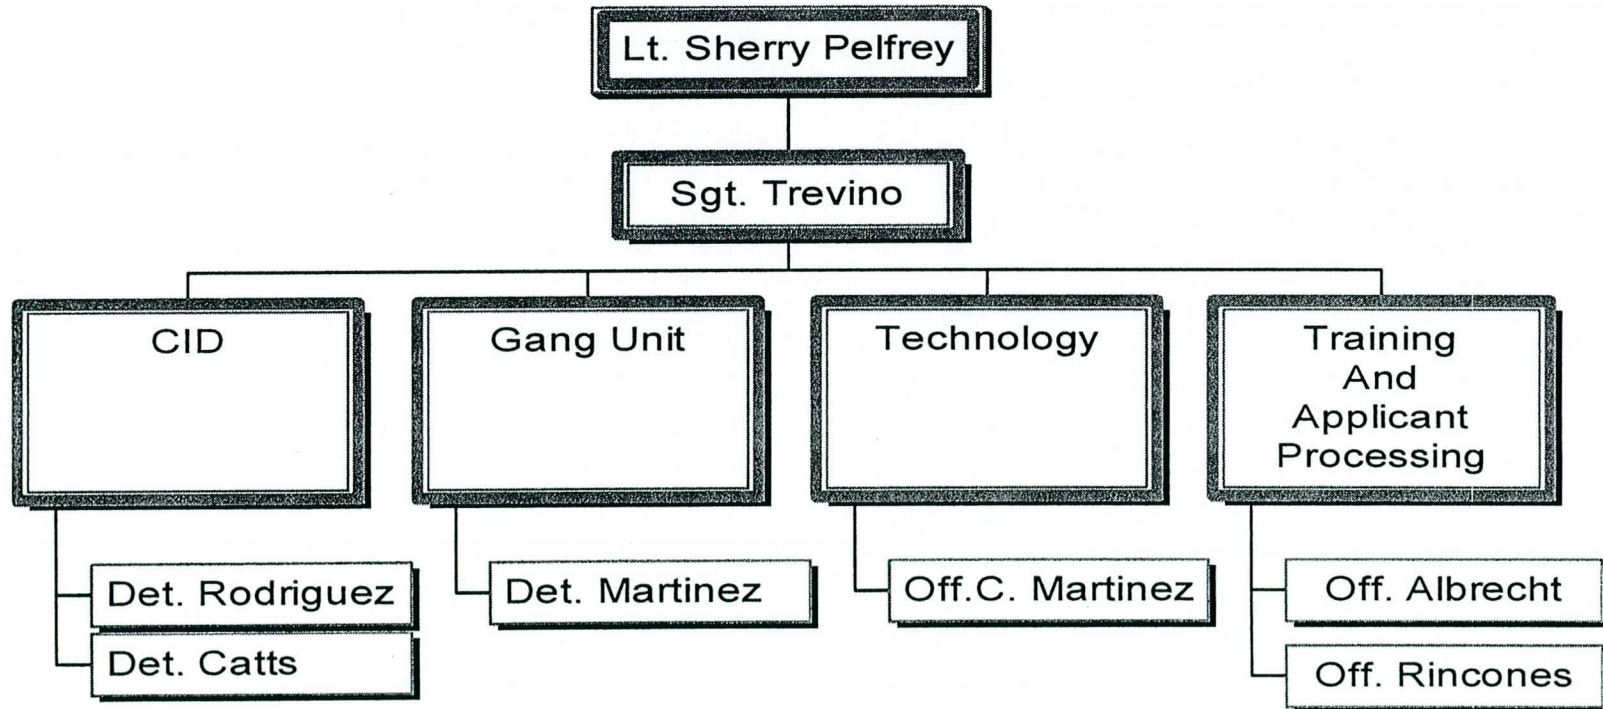 Lt. Sherry Pelfrey
Sgt. Trevino
CID
Gang Unit
Technology
Training
And
Applicant
Processing
Det. Rodriguez
Det. Catts
Det. Martinez
Off.C. Martinez
Off. Albrecht
Off. Rincones